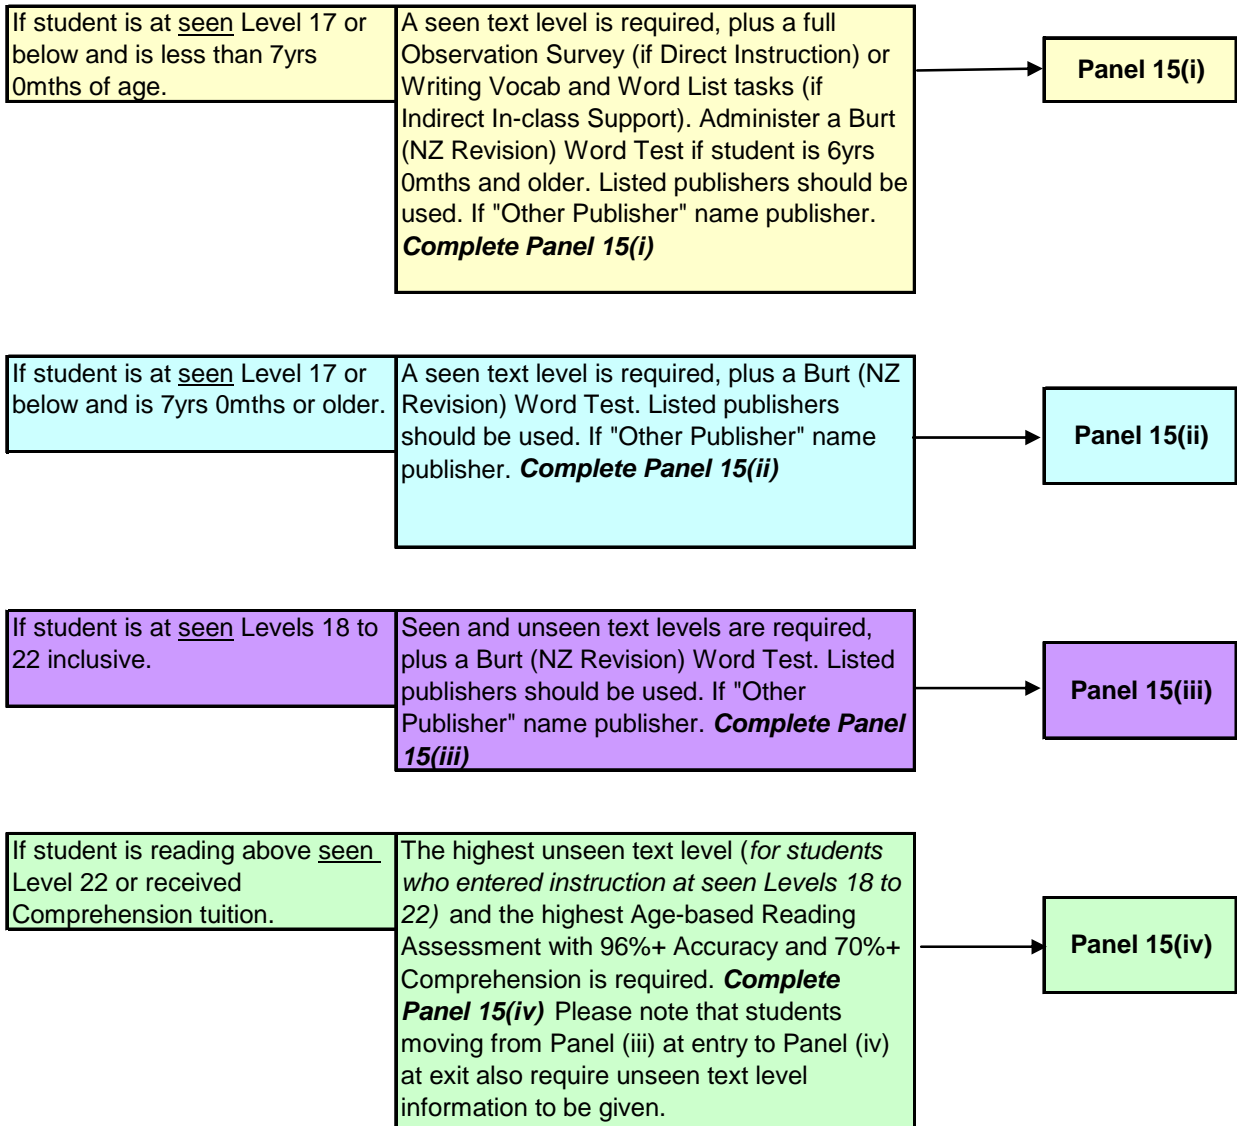 If student is at seen Level 17 or
below and is less than 7yrs
0mths of age.
A seen text level is required, plus a full
Observation Survey (if Direct Instruction) or
Writing Vocab and Word List tasks (if
Indirect In-class Support). Administer a Burt
(NZ Revision) Word Test if student is 6yrs
0mths and older. Listed publishers should be
used. If "Other Publisher" name publisher.
Complete Panel 15(i)
Panel 15(i)
If student is at seen Level 17 or
below and is 7yrs 0mths or older.
A seen text level is required, plus a Burt (NZ
Revision) Word Test. Listed publishers
should be used. If "Other Publisher" name
publisher. Complete Panel 15(ii)
Panel 15(ii)
If student is at seen Levels 18 to
22 inclusive.
Seen and unseen text levels are required,
plus a Burt (NZ Revision) Word Test. Listed
publishers should be used. If "Other
Publisher" name publisher. Complete Panel
15(iii)
Panel 15(iii)
If student is reading above seen
Level 22 or received
Comprehension tuition.
The highest unseen text level (for students
who entered instruction at seen Levels 18 to
22) and the highest Age-based Reading
Assessment with 96%+ Accuracy and 70%+
Comprehension is required. Complete
Panel 15(iv) Please note that students
moving from Panel (iii) at entry to Panel (iv)
at exit also require unseen text level
information to be given.
Panel 15(iv)